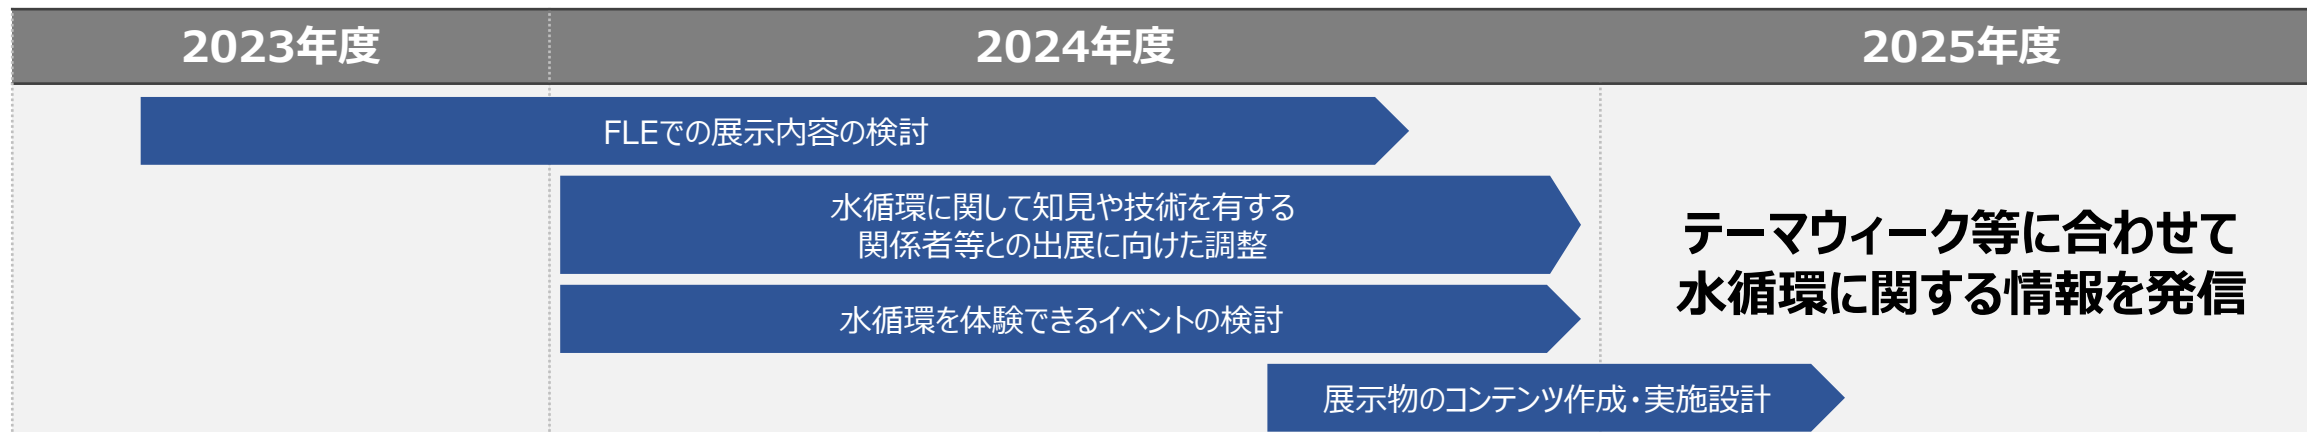 2023年度 2024年度 2025年度
FLEでの展示内容の検討
水循環に関して知見や技術を有する
関係者等との出展に向けた調整
テーマウィーク等に合わせて
水循環に関する情報を発信
水循環を体験できるイベントの検討
展示物のコンテンツ作成・実施設計